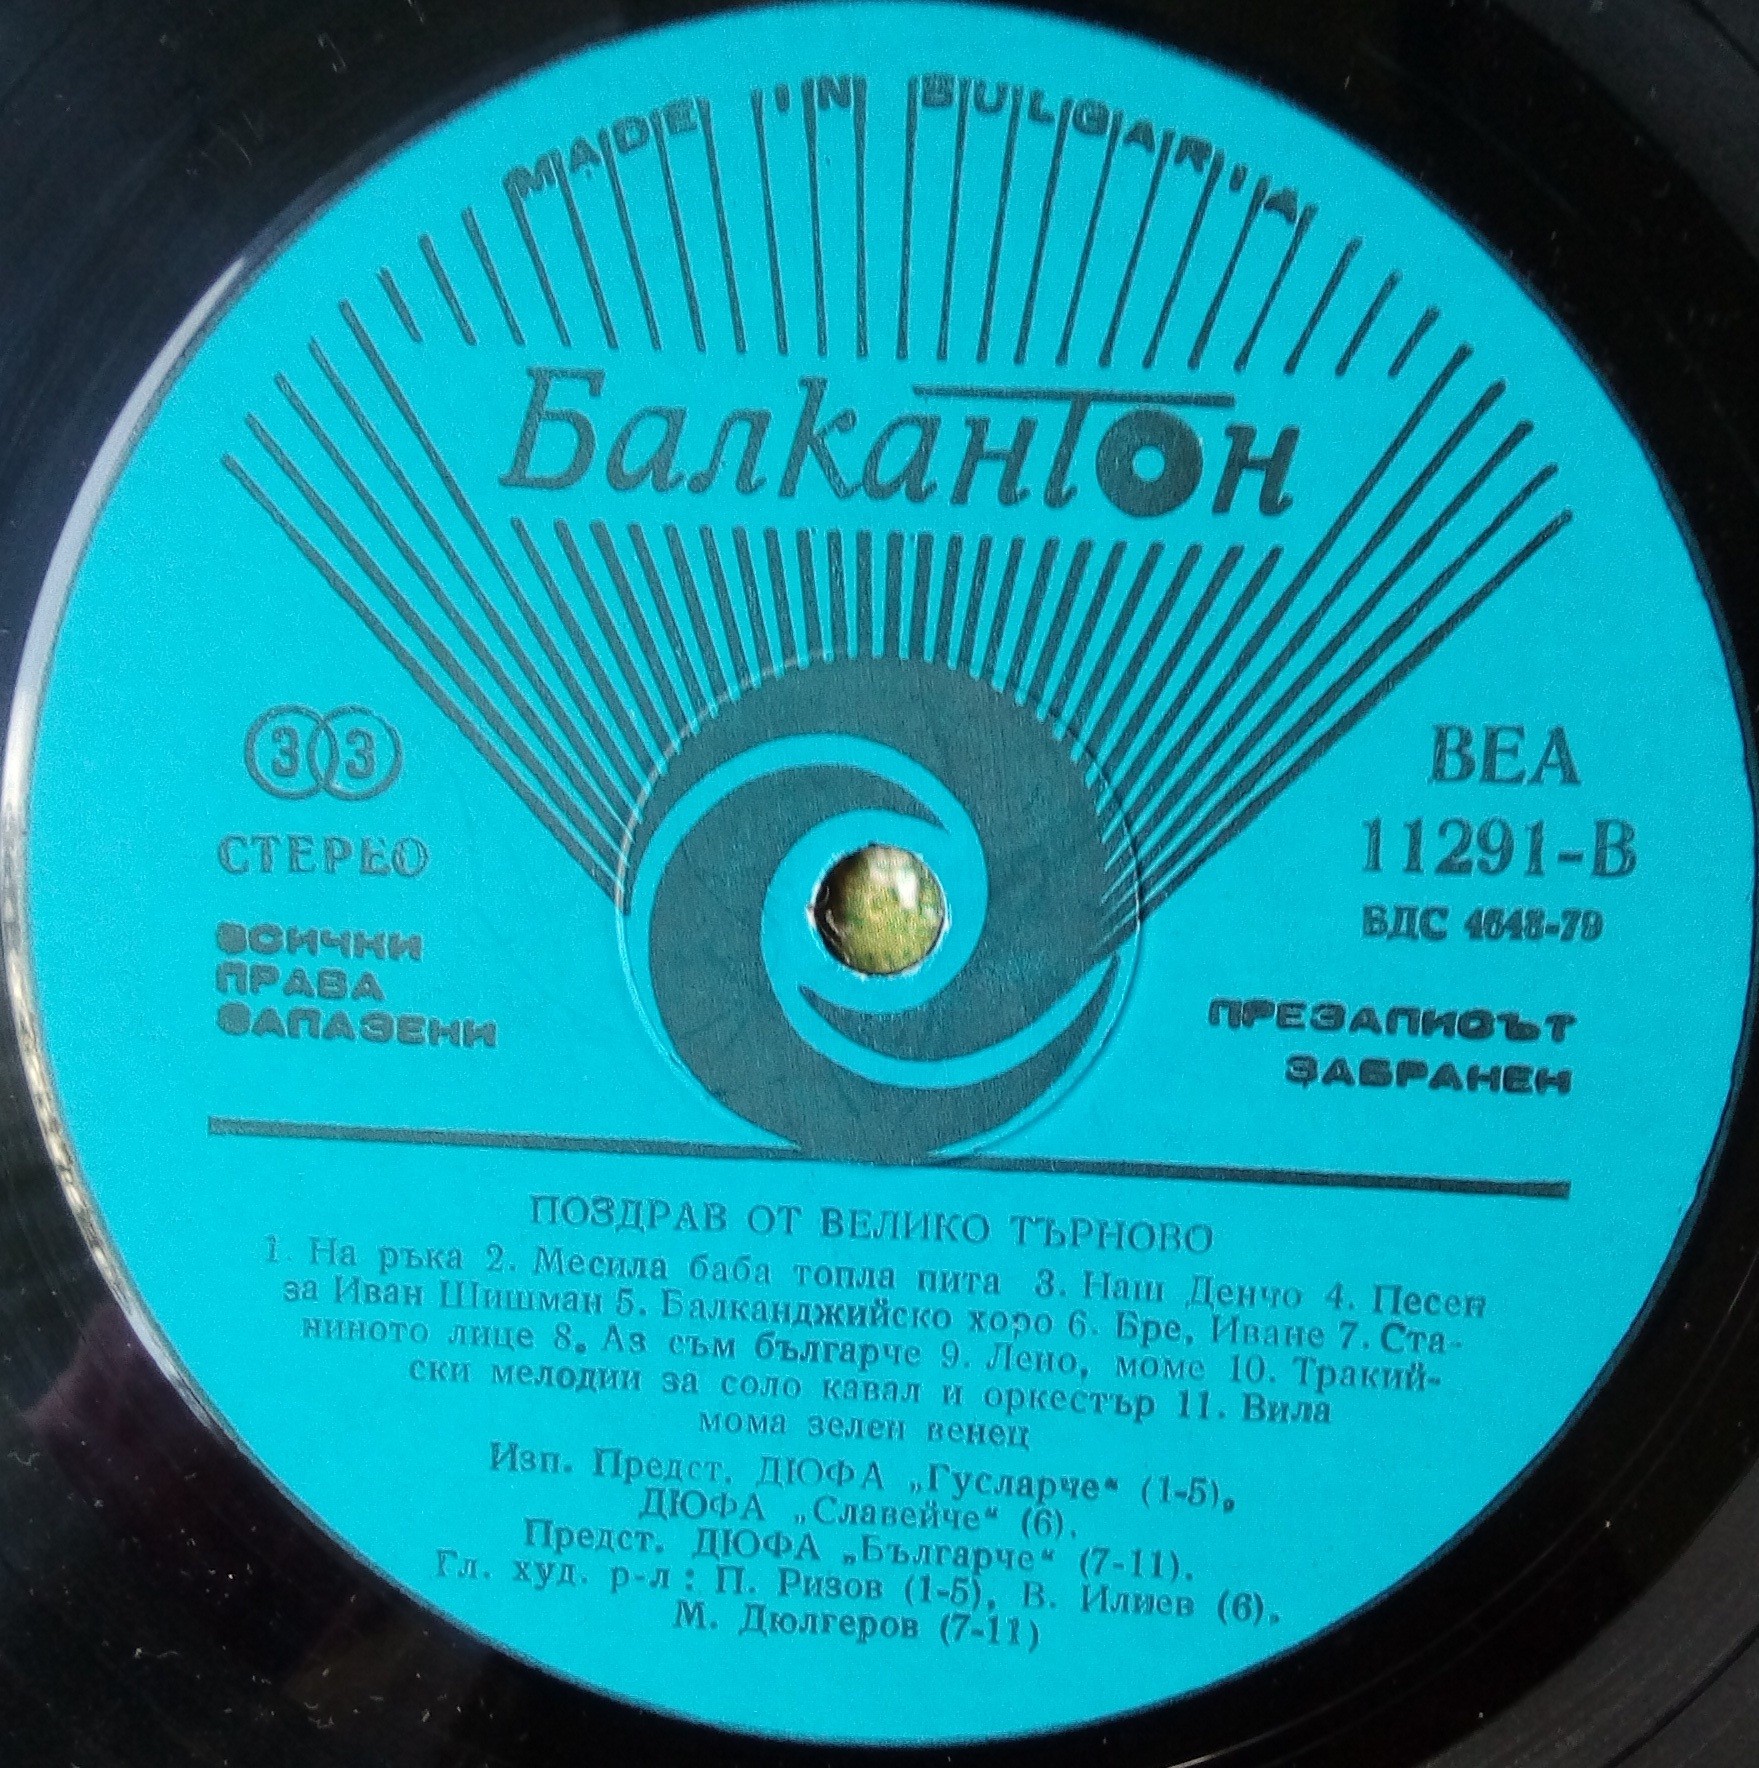 MADE IN BULGARIA
Балкантон
33
СТЕРЕО
ВСИЧКИ
ПРАВА
ЗАПАЗЕНИ
ВЕА
11291-В
БДС 4648-79
ПРЕЗАПИСЪТ
ЗАБРАНЕН
ПОЗДРАВ ОТ ВЕЛИКО ТЪРНОВО
1. На ръка 2. Месила баба топла пита 3. Наш Денчо 4. Песен
за Иван Шишман 5. Балканджийско хоро 6. Бре, Иване 7. Ста-
ниното лице 8. Аз съм българче 9. Лено, моме 10. Тракий-
ски мелодии за соло кавал и оркестър 11. Вила
мома зелен венец
Изп. Предст. ДЮФА „Гусларче“ (1-5),
ДЮФА „Славейче“ (6),
Предст. ДЮФА „Българче“ (7-11).
Гл. худ. р-л : П. Ризов (1-5), В. Илиев (6),
М. Дюлгеров (7-11)